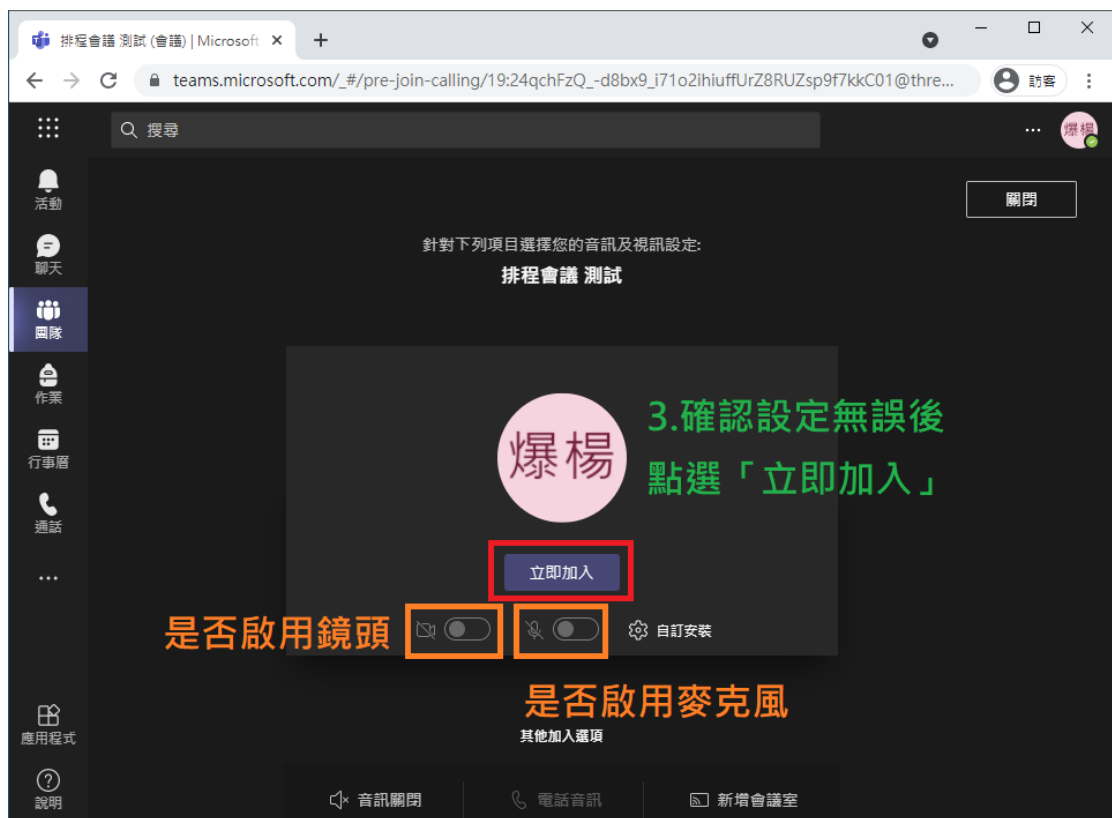 排程會議 測試 (會議) | Microsoft
teams.microsoft.com/_#/pre-join-calling/19:24qchFzQ_-d8bx9_i71o2ihiuffUrZ8RUZsp9f7kkC01@thre...
訪客
搜尋
爆楊
活動
關閉
聊天
針對下列項目選擇您的音訊及視訊設定:
排程會議 測試
團隊
作業
行事曆
通話
爆楊
3.確認設定無誤後
點選「立即加入」
立即加入
是否啟用鏡頭
自訂安裝
是否啟用麥克風
其他加入選項
應用程式
說明
音訊關閉
電話音訊
新增會議室